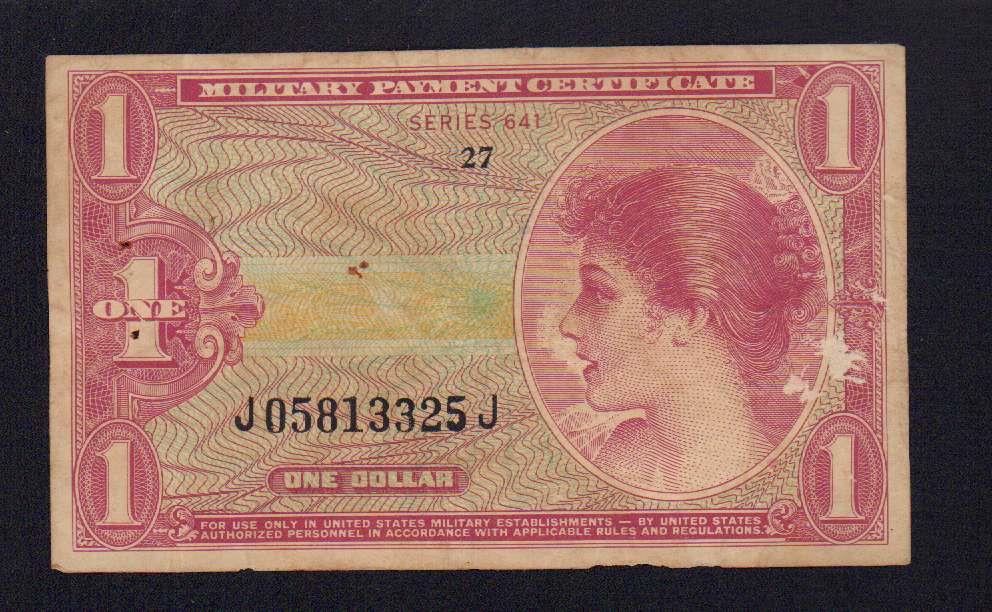 MILITARY PAYMENT CERTIFICATE
1 1
SERIES 641
27
ONE
1
J05813325J
ONE DOLLAR
1 1
FOR USE ONLY IN UNITED STATES MILITARY ESTABLISHMENTS — BY UNITED STATES
AUTHORIZED PERSONNEL IN ACCORDANCE WITH APPLICABLE RULES AND REGULATIONS.